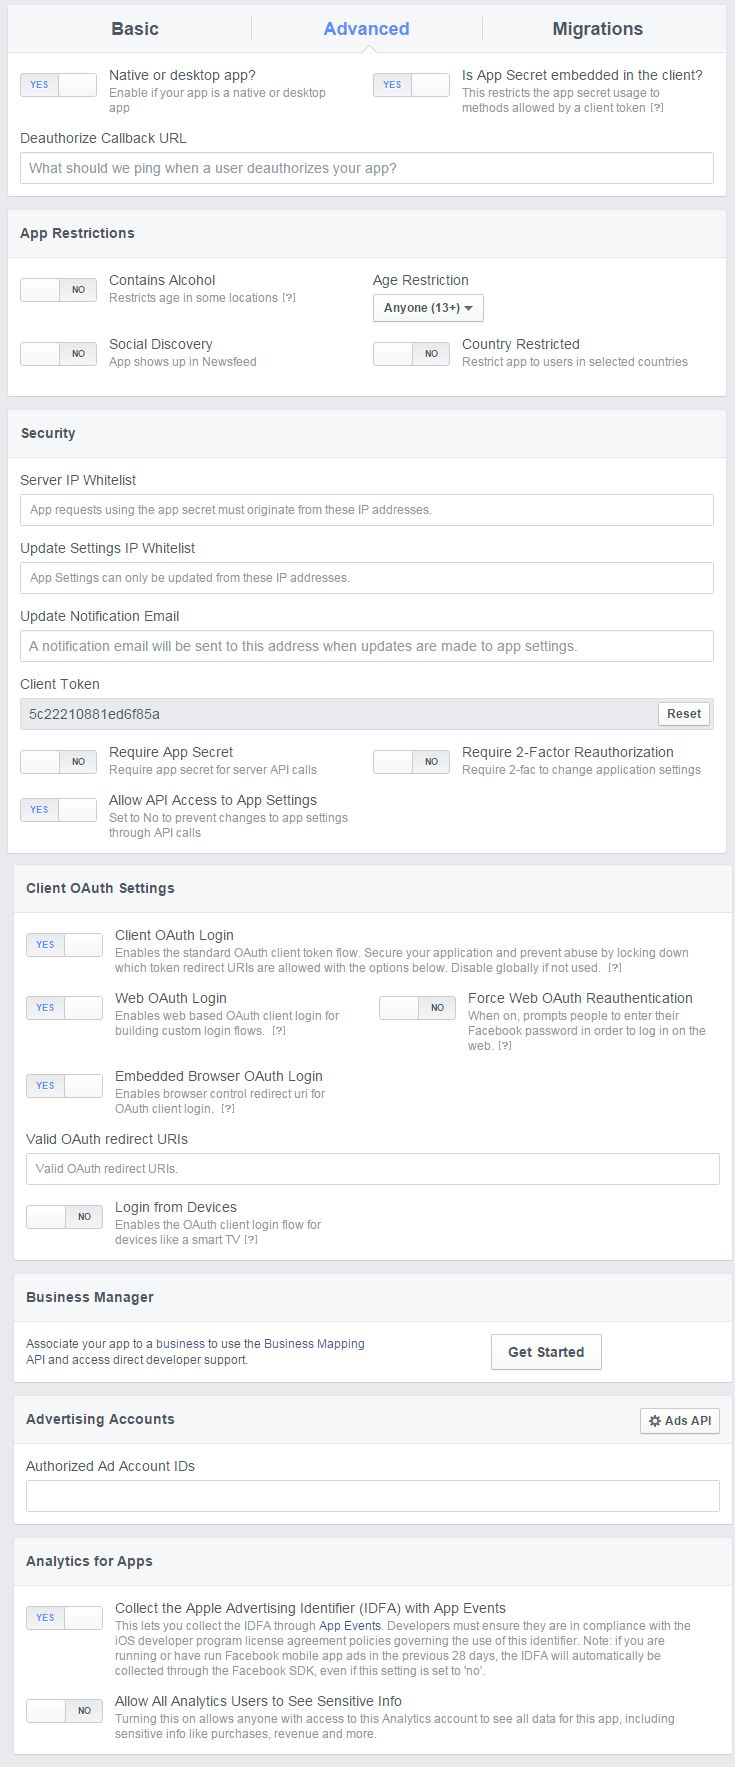 Basic
Advanced
Migrations
YES
Native or desktop app?
Enable if your app is a native or desktop
app
YES
Is App Secret embedded in the client?
This restricts the app secret usage to
methods allowed by a client token [?]
Deauthorize Callback URL
What should we ping when a user deauthorizes your app?
App Restrictions
NO
Contains Alcohol
Restricts age in some locations [?]
Age Restriction
Anyone (13+)
NO
Social Discovery
App shows up in Newsfeed
NO
Country Restricted
Restrict app to users in selected countries
Security
Server IP Whitelist
App requests using the app secret must originate from these IP addresses.
Update Settings IP Whitelist
App Settings can only be updated from these IP addresses.
Update Notification Email
A notification email will be sent to this address when updates are made to app settings.
Client Token
5c22210881ed6f85a
Reset
NO
Require App Secret
Require app secret for server API calls
NO
Require 2-Factor Reauthorization
Require 2-fac to change application settings
YES
Allow API Access to App Settings
Set to No to prevent changes to app settings
through API calls
Client OAuth Settings
YES
Client OAuth Login
Enables the standard OAuth client token flow. Secure your application and prevent abuse by locking down
which token redirect URIs are allowed with the options below. Disable globally if not used. [?]
YES
Web OAuth Login
Enables web based OAuth client login for
building custom login flows. [?]
NO
Force Web OAuth Reauthentication
When on, prompts people to enter their
Facebook password in order to log in on the
web. [?]
YES
Embedded Browser OAuth Login
Enables browser control redirect uri for
OAuth client login. [?]
Valid OAuth redirect URIs
Valid OAuth redirect URIs.
NO
Login from Devices
Enables the OAuth client login flow for
devices like a smart TV [?]
Business Manager
Associate your app to a business to use the Business Mapping
API and access direct developer support.
Get Started
Advertising Accounts
Ads API
Authorized Ad Account IDs
Analytics for Apps
YES
Collect the Apple Advertising Identifier (IDFA) with App Events
This lets you collect the IDFA through App Events. Developers must ensure they are in compliance with the
iOS developer program license agreement policies governing the use of this identifier. Note: if you are
running or have run Facebook mobile app ads in the previous 28 days, the IDFA will automatically be
collected through the Facebook SDK, even if this setting is set to 'no'.
NO
Allow All Analytics Users to See Sensitive Info
Turning this on allows anyone with access to this Analytics account to see all data for this app, including
sensitive info like purchases, revenue and more.